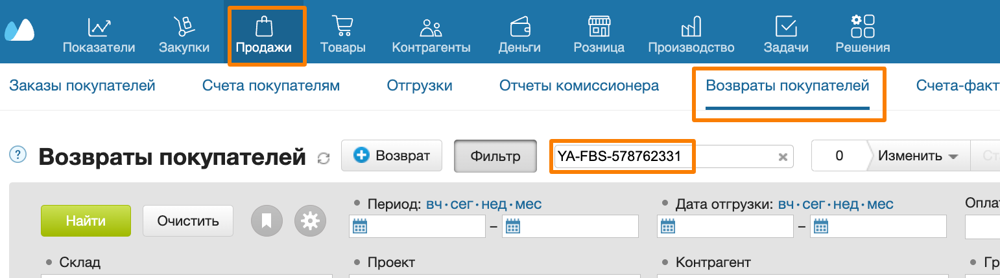 Показатели Закупки Продажи Товары Контрагенты Деньги Розница Производство Задачи Решения
Заказы покупателей Счета покупателям Отгрузки Отчеты комиссионера Возвраты покупателей Счета-факт
? Возвраты покупателей Возврат Фильтр YA-FBS-578762331 0 Изменить Ст
Период: вч · сег · нед · мес Дата отгрузки: вч · сег · нед · мес Опла
Найти Очистить – –
Склад Проект Контрагент Гр